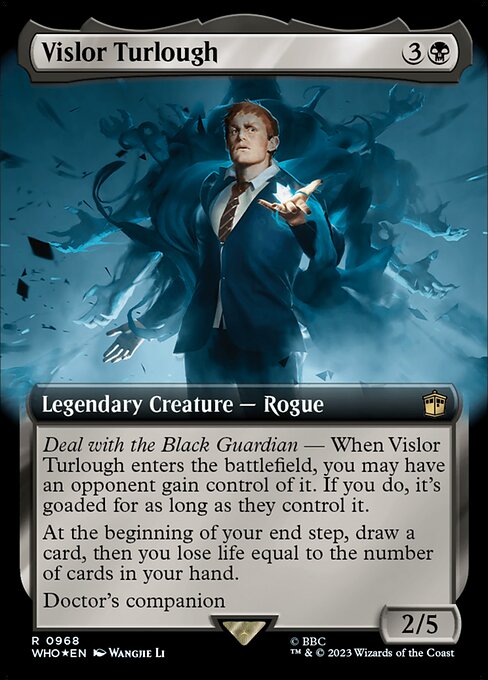 Vislor Turlough 3
Legendary Creature — Rogue
Deal with the Black Guardian — When Vislor
Turlough enters the battlefield, you may have
an opponent gain control of it. If you do, it's
goaded for as long as they control it.
At the beginning of your end step, draw a
card, then you lose life equal to the number
of cards in your hand.
Doctor's companion
2/5
R 0968
WHO★EN Wangjie Li
© BBC
™ & © 2023 Wizards of the Coast